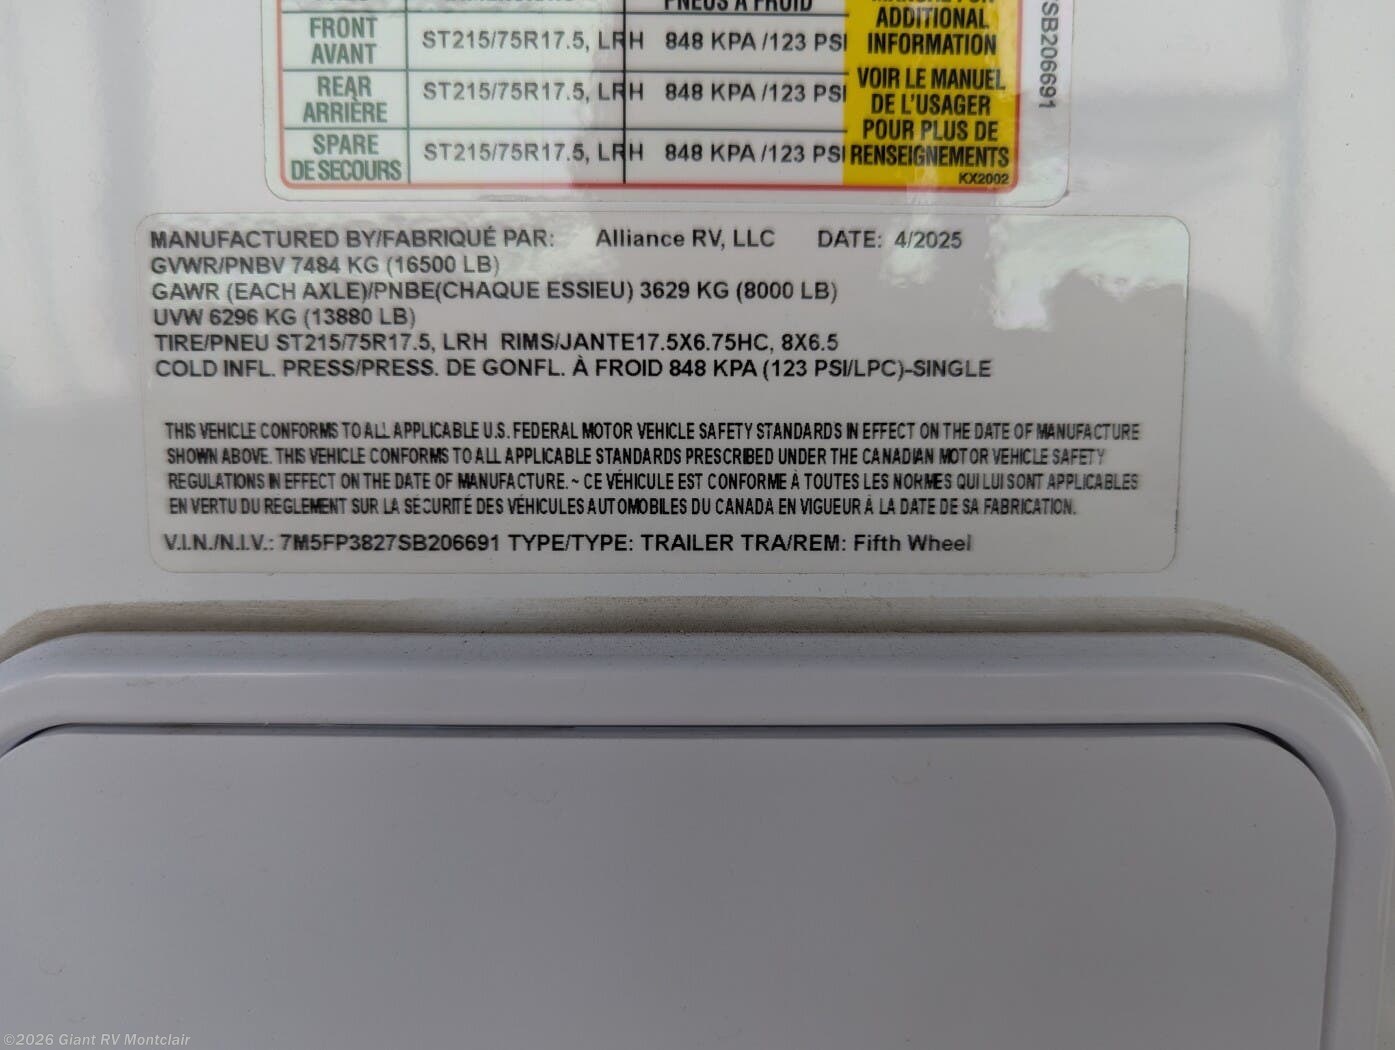 PNEUS À FROID
ADDITIONAL
INFORMATION
FRONT
AVANT
ST215/75R17.5, LRH 848 KPA /123 PSI
REAR
ARRIÈRE
ST215/75R17.5, LRH 848 KPA /123 PSI
VOIR LE MANUEL
DE L'USAGER
POUR PLUS DE
RENSEIGNEMENTS
SPARE
DE SECOURS
ST215/75R17.5, LRH 848 KPA /123 PSI
KX2002
SB206691
MANUFACTURED BY/FABRIQUÉ PAR: Alliance RV, LLC DATE: 4/2025
GVWR/PNBV 7484 KG (16500 LB)
GAWR (EACH AXLE)/PNBE(CHAQUE ESSIEU) 3629 KG (8000 LB)
UVW 6296 KG (13880 LB)
TIRE/PNEU ST215/75R17.5, LRH RIMS/JANTE17.5X6.75HC, 8X6.5
COLD INFL. PRESS/PRESS. DE GONFL. À FROID 848 KPA (123 PSI/LPC)-SINGLE
THIS VEHICLE CONFORMS TO ALL APPLICABLE U.S. FEDERAL MOTOR VEHICLE SAFETY STANDARDS IN EFFECT ON THE DATE OF MANUFACTURE
SHOWN ABOVE. THIS VEHICLE CONFORMS TO ALL APPLICABLE STANDARDS PRESCRIBED UNDER THE CANADIAN MOTOR VEHICLE SAFETY
REGULATIONS IN EFFECT ON THE DATE OF MANUFACTURE. ~ CE VÉHICULE EST CONFORME À TOUTES LES NORMES QUI LUI SONT APPLICABLES
EN VERTU DU RÈGLEMENT SUR LA SÉCURITÉ DES VÉHICULES AUTOMOBILES DU CANADA EN VIGUEUR À LA DATE DE SA FABRICATION.
V.I.N./N.I.V.: 7M5FP3827SB206691 TYPE/TYPE: TRAILER TRA/REM: Fifth Wheel
©2026 Giant RV Montclair